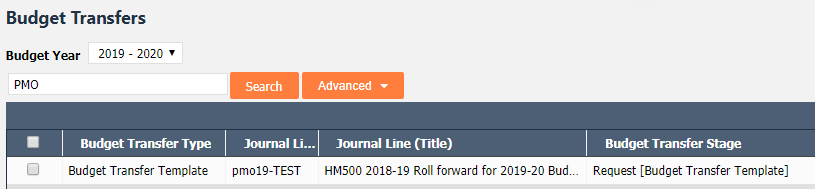 Budget Transfers
Budget Year 2019 - 2020
PMO Search Advanced
Budget Transfer Type Journal Li... Journal Line (Title) Budget Transfer Stage
Budget Transfer Template pmo19-TEST HM500 2018-19 Roll forward for 2019-20 Bud... Request [Budget Transfer Template]